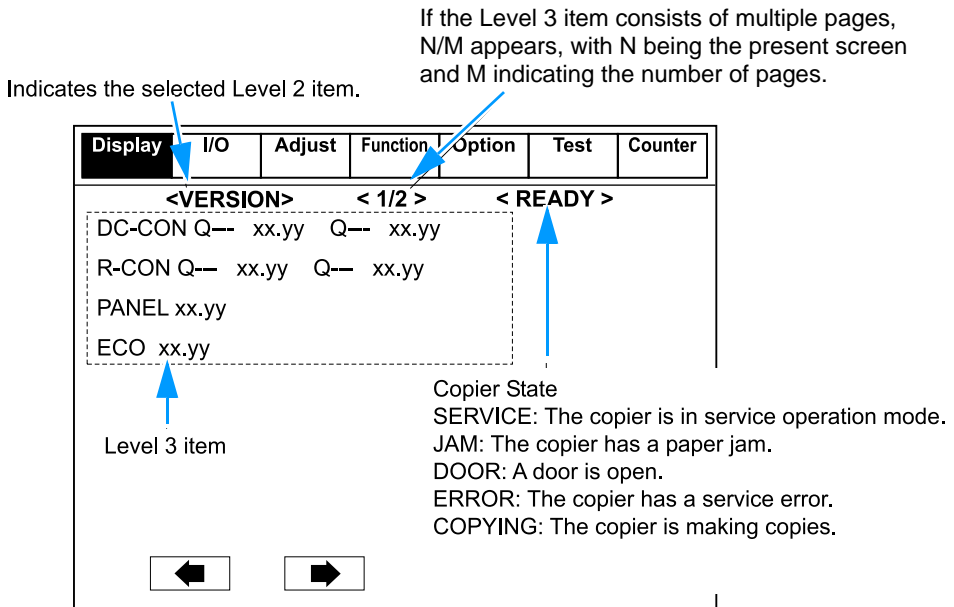 If the Level 3 item consists of multiple pages,
N/M appears, with N being the present screen
and M indicating the number of pages.
Indicates the selected Level 2 item.
Display I/O Adjust Function Option Test Counter
<VERSION> < 1/2 > < READY >
DC-CON Q--- xx.yy Q--- xx.yy
R-CON Q--- xx.yy Q--- xx.yy
PANEL xx.yy
ECO xx.yy
Level 3 item
Copier State
SERVICE: The copier is in service operation mode.
JAM: The copier has a paper jam.
DOOR: A door is open.
ERROR: The copier has a service error.
COPYING: The copier is making copies.